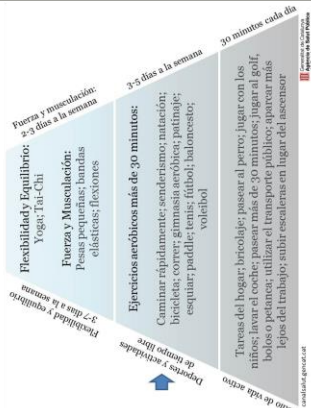 Fuerza y musculación:
2-3 días a la semana
Flexibilidad y Equilibrio:
Yoga; Tai-Chi
Fuerza y Musculación:
Pesas pequeñas; bandas
elásticas; flexiones
Flexibilidad y equilibrio
3-7 días a la semana
3-5 días a la semana
Ejercicios aeróbicos más de 30 minutos:
Caminar rápidamente; senderismo; natación;
bicicleta; correr; gimnasia aeróbica; patinaje;
esquiar; paddle; tenis; fútbol; baloncesto;
voleibol
Deportes y actividades
de tiempo libre
30 minutos cada día
Tareas del hogar; bricolaje; pasear al perro; jugar con los
niños; lavar el coche; pasear más de 30 minutos; jugar al golf,
bolos o petanca; utilizar el transporte público; aparcar más
lejos del trabajo; subir escaleras en lugar del ascensor
de vida activo
canalsalut.gencat.cat
Generalitat de Catalunya
Agència de Salut Pública